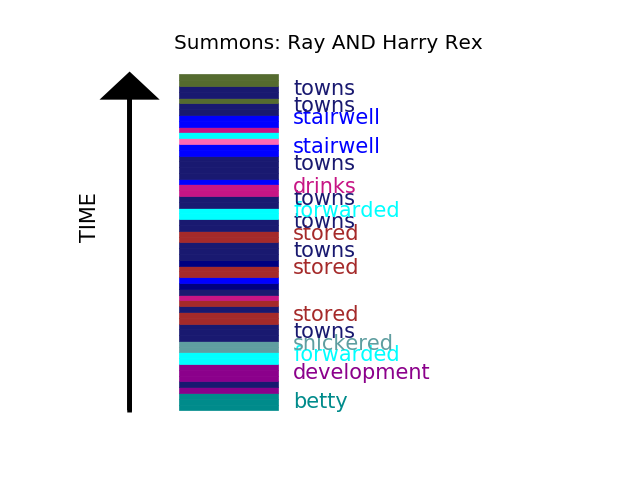 Summons: Ray AND Harry Rex
TIME
towns
towns
stairwell
stairwell
towns
drinks
towns
forwarded
towns
stored
towns
stored
stored
towns
snickered
forwarded
development
betty